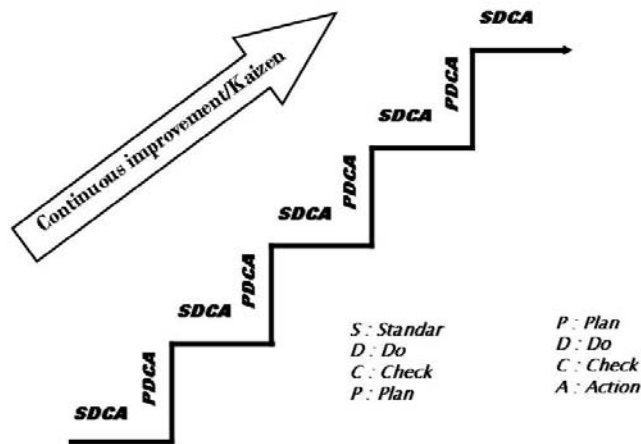 SDCA
PDCA
Continuous improvement/Kaizen
SDCA
PDCA
SDCA
PDCA
SDCA
PDCA
SDCA
S : Standar
D : Do
C : Check
P : Plan
P : Plan
D : Do
C : Check
A : Action